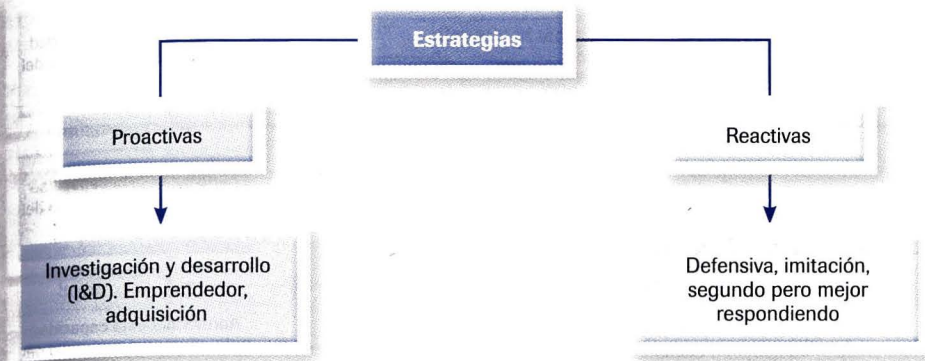 Estrategias
Proactivas
Reactivas
Investigación y desarrollo
(I&D). Emprendedor,
adquisición
Defensiva, imitación,
segundo pero mejor
respondiendo